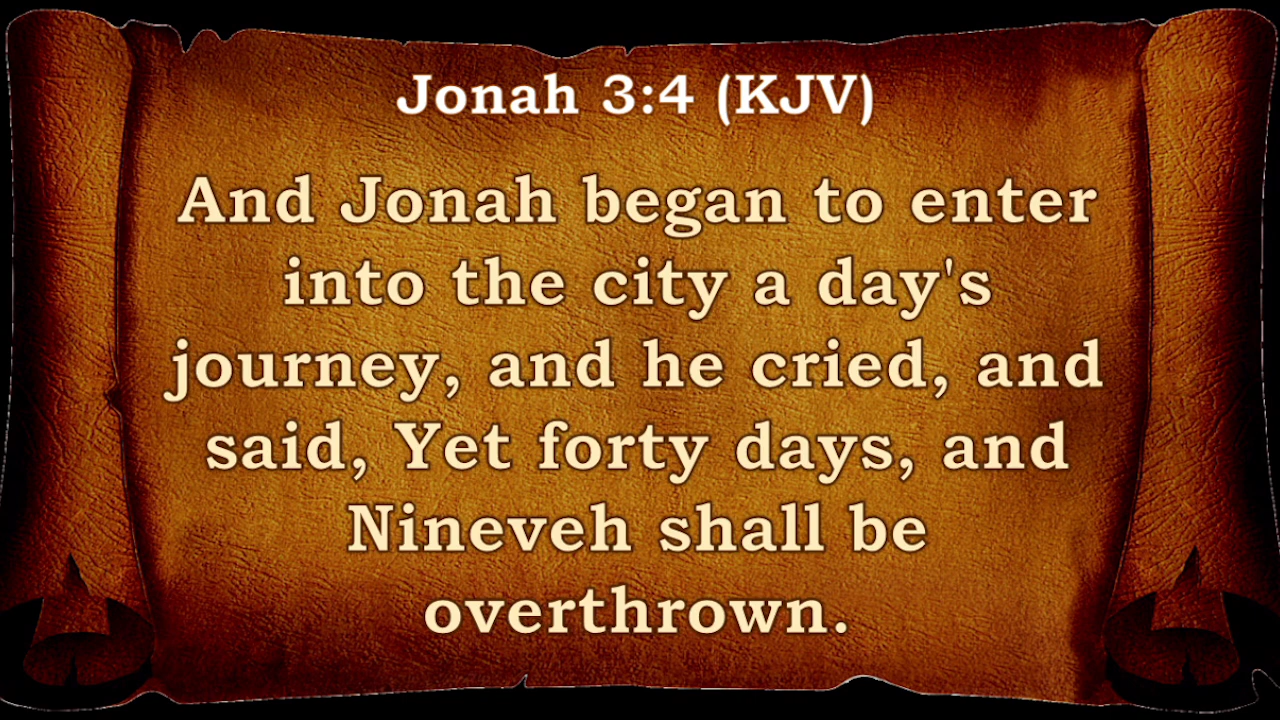 Jonah 3:4 (KJV)
And Jonah began to enter
into the city a day's
journey, and he cried, and
said, Yet forty days, and
Nineveh shall be
overthrown.